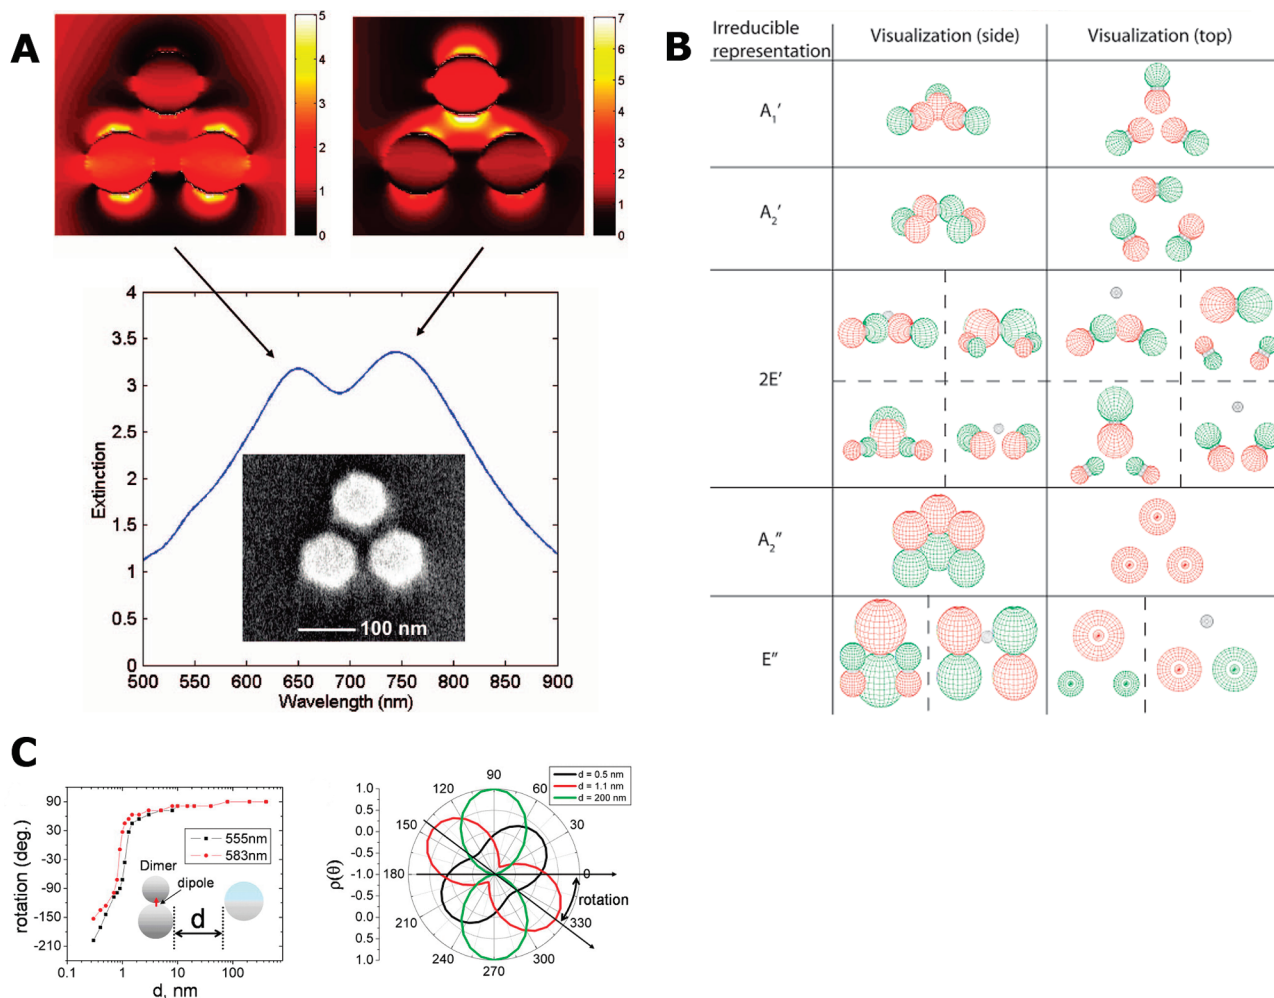 A
5
4
3
2
1
0
7
6
5
4
3
2
1
0
4
3.5
3
2.5
2
1.5
1
0.5
0
Extinction
100 nm
500 550 600 650 700 750 800 850 900
Wavelength (nm)
B
Irreducible representation
Visualization (side)
Visualization (top)
A₁′
A₂′
2E′
A₂″
E″
C
90
30
-30
-90
-150
-210
rotation (deg.)
555nm
583nm
Dimer
dipole
d
0.1 1 10 100
d, nm
1.0
0.5
0.0
-0.5
-1.0
0.5
0.0
0.5
1.0
ρ(θ)
90
120
60
150
30
180
0
210
330
240
300
270
d = 0.5 nm
d = 1.1 nm
d = 200 nm
rotation